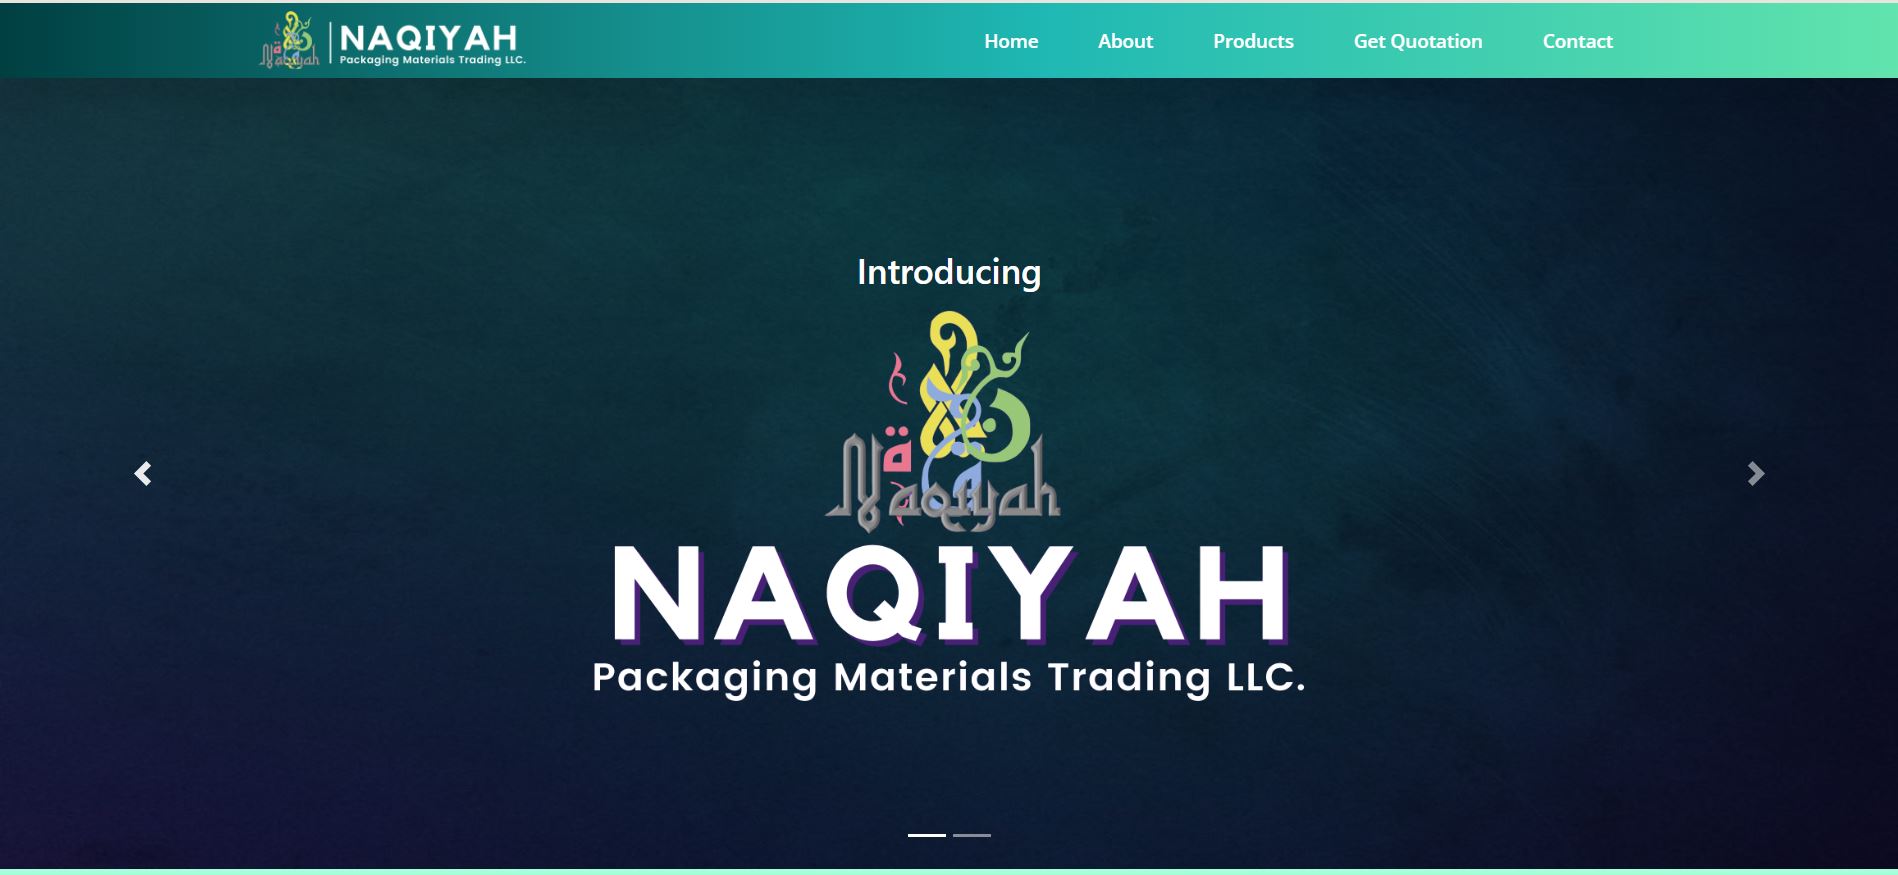 Naqiyah
NAQIYAH
Packaging Materials Trading LLC.
Home
About
Products
Get Quotation
Contact
Introducing
Naqiyah
NAQIYAH
Packaging Materials Trading LLC.